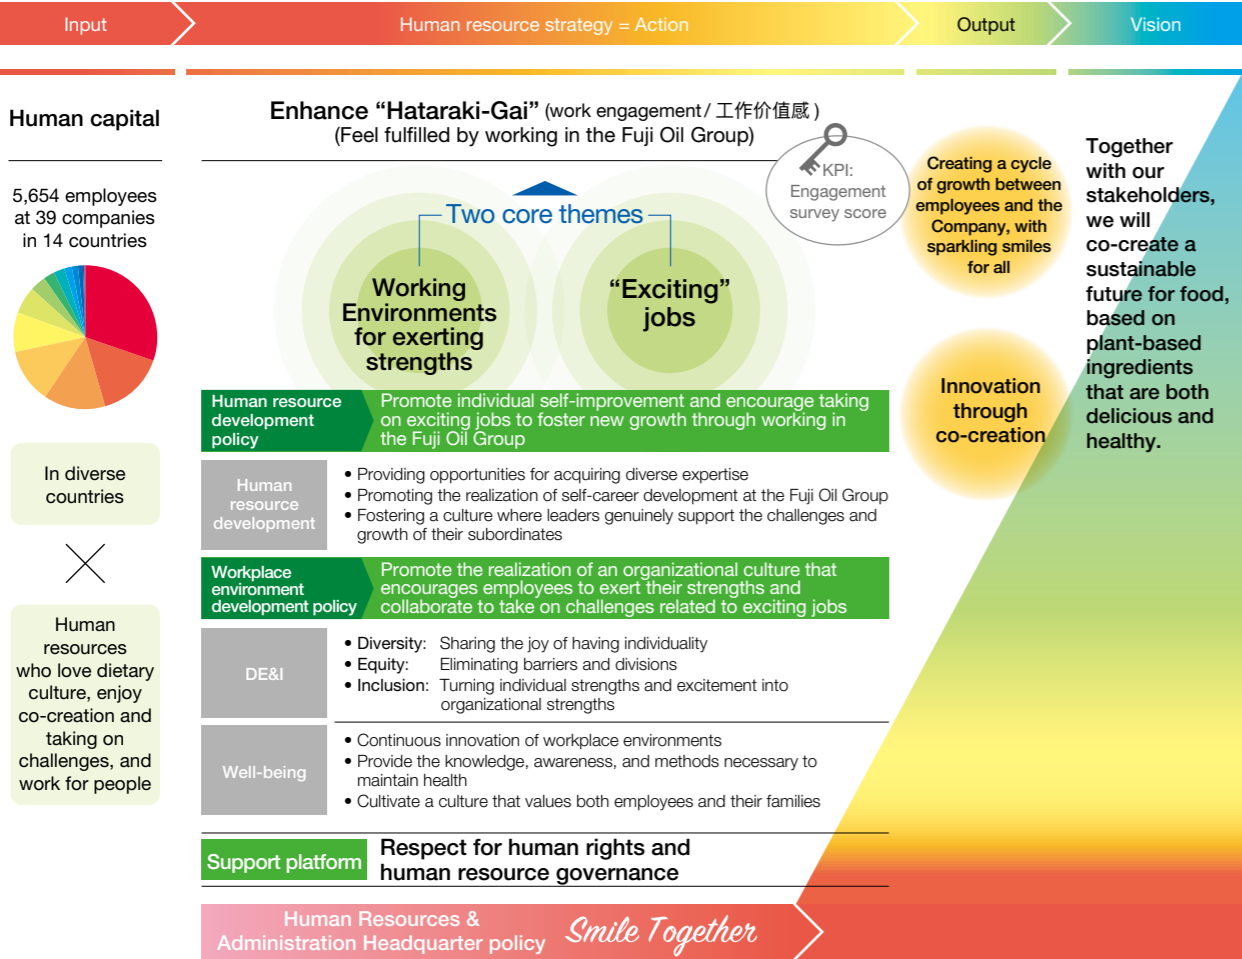 Input
Human resource strategy = Action
Output
Vision
Human capital
5,654 employees
at 39 companies
in 14 countries
In diverse
countries
Human
resources
who love dietary
culture, enjoy
co-creation and
taking on
challenges, and
work for people
Enhance “Hataraki-Gai” (work engagement / 工作价值感 )
(Feel fulfilled by working in the Fuji Oil Group)
KPI:
Engagement
survey score
Two core themes
Working
Environments
for exerting
strengths
“Exciting”
jobs
Human resource
development
policy
Promote individual self-improvement and encourage taking
on exciting jobs to foster new growth through working in
the Fuji Oil Group
Human
resource
development
• Providing opportunities for acquiring diverse expertise
• Promoting the realization of self-career development at the Fuji Oil Group
• Fostering a culture where leaders genuinely support the challenges and
growth of their subordinates
Workplace
environment
development policy
Promote the realization of an organizational culture that
encourages employees to exert their strengths and
collaborate to take on challenges related to exciting jobs
DE&I
• Diversity: Sharing the joy of having individuality
• Equity: Eliminating barriers and divisions
• Inclusion: Turning individual strengths and excitement into
organizational strengths
Well-being
• Continuous innovation of workplace environments
• Provide the knowledge, awareness, and methods necessary to
maintain health
• Cultivate a culture that values both employees and their families
Support platform
Respect for human rights and
human resource governance
Human Resources &
Administration Headquarter policy
Smile Together
Creating a cycle
of growth between
employees and the
Company, with
sparkling smiles
for all
Innovation
through
co-creation
Together
with our
stakeholders,
we will
co-create a
sustainable
future for food,
based on
plant-based
ingredients
that are both
delicious and
healthy.